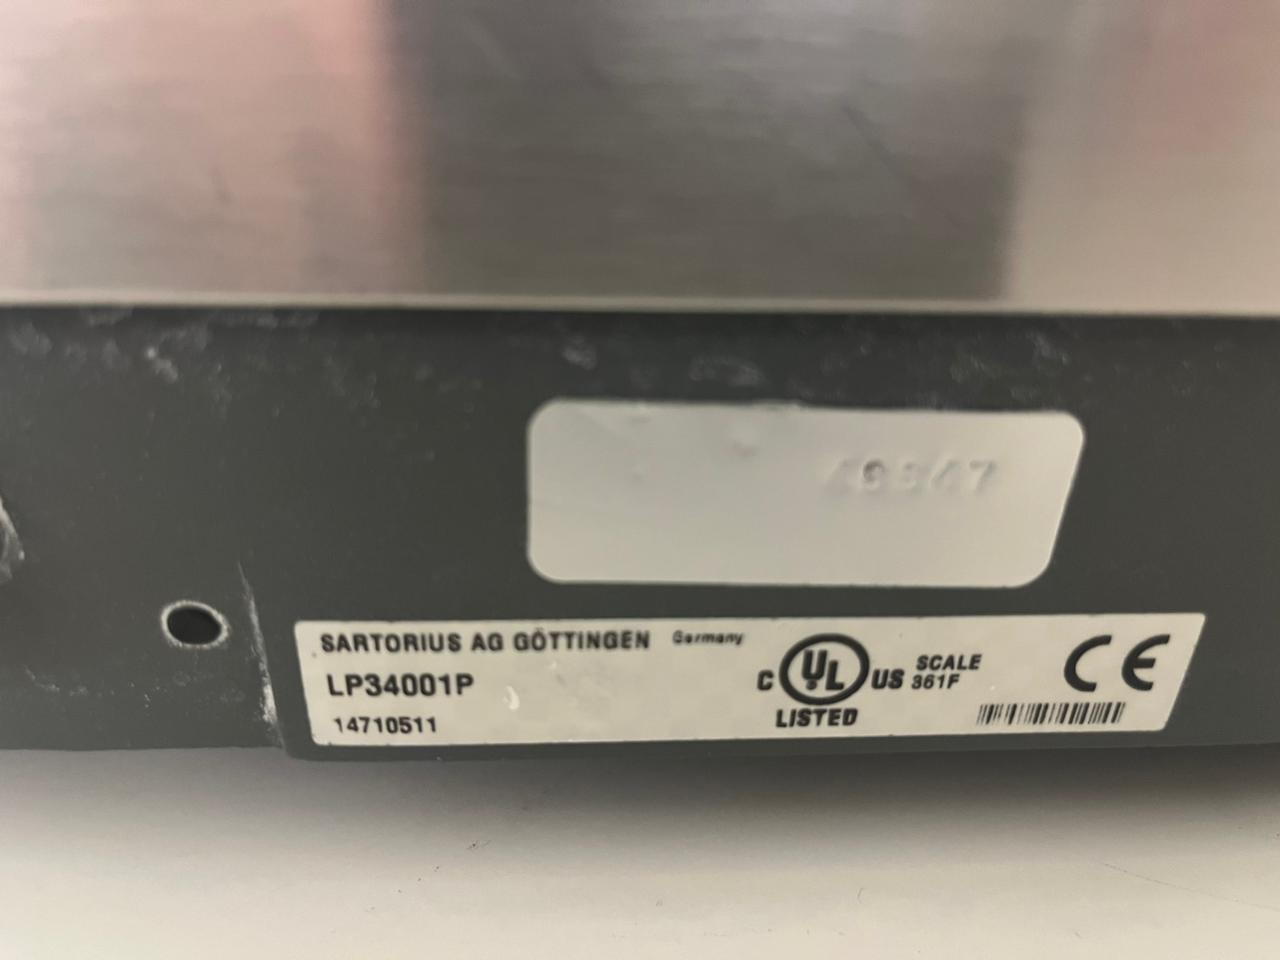 SARTORIUS AG GÖTTINGEN Germany
LP34001P
14710511
C UL US
LISTED
SCALE
361F
CE